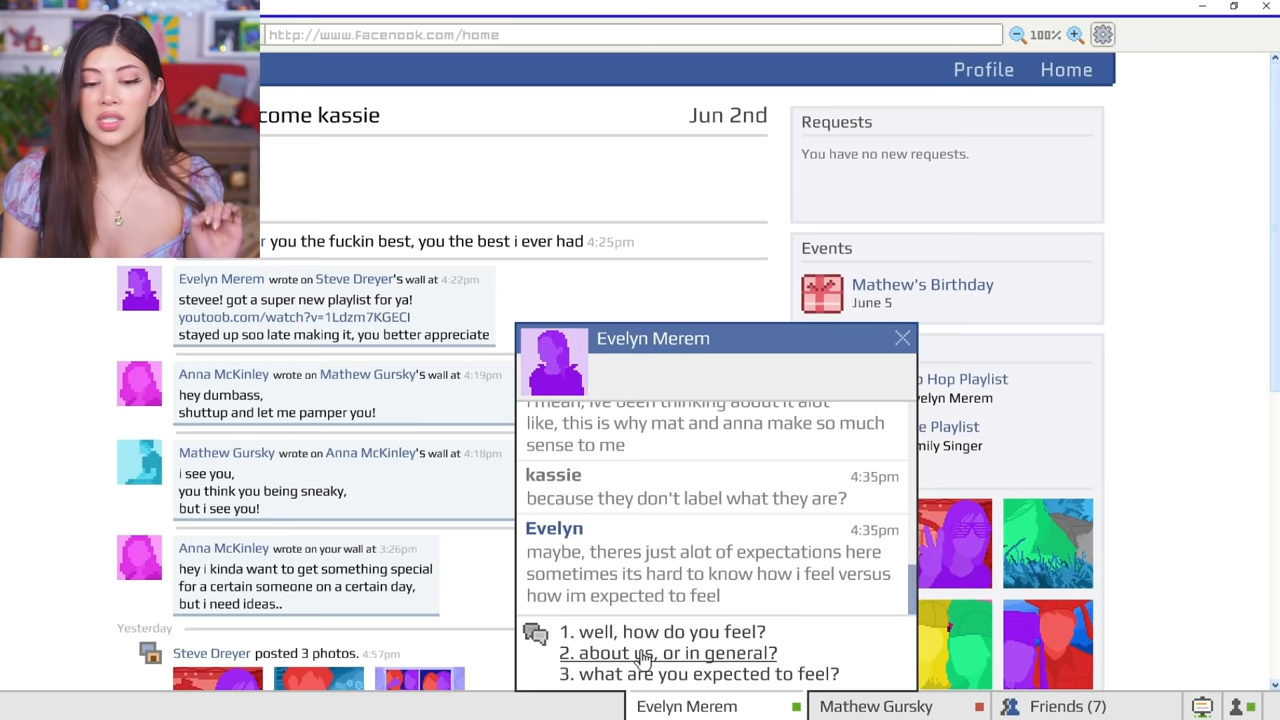 http://www.facenook.com/home
100%
Profile Home
come kassie
Jun 2nd
Requests
You have no new requests.
r you the fuckin best, you the best i ever had 4:25pm
Events
Mathew's Birthday
June 5
Evelyn Merem wrote on Steve Dreyer's wall at 4:22pm
stevee! got a super new playlist for ya!
youtoob.com/watch?v=1Ldzm7KGECI
stayed up soo late making it, you better appreciate
Anna McKinley wrote on Mathew Gursky's wall at 4:19pm
hey dumbass,
shuttup and let me pamper you!
Mathew Gursky wrote on Anna McKinley's wall at 4:18pm
i see you,
you think you being sneaky,
but i see you!
Anna McKinley wrote on your wall at 3:26pm
hey i kinda want to get something special
for a certain someone on a certain day,
but i need ideas..
Yesterday
Steve Dreyer posted 3 photos. 4:57pm
Hop Playlist
velyn Merem
e Playlist
mily Singer
Evelyn Merem
i mean, ive been thinking about it alot
like, this is why mat and anna make so much
sense to me
kassie 4:35pm
because they don't label what they are?
Evelyn 4:35pm
maybe, theres just alot of expectations here
sometimes its hard to know how i feel versus
how im expected to feel
1. well, how do you feel?
2. about us, or in general?
3. what are you expected to feel?
Evelyn Merem
Mathew Gursky
Friends (7)